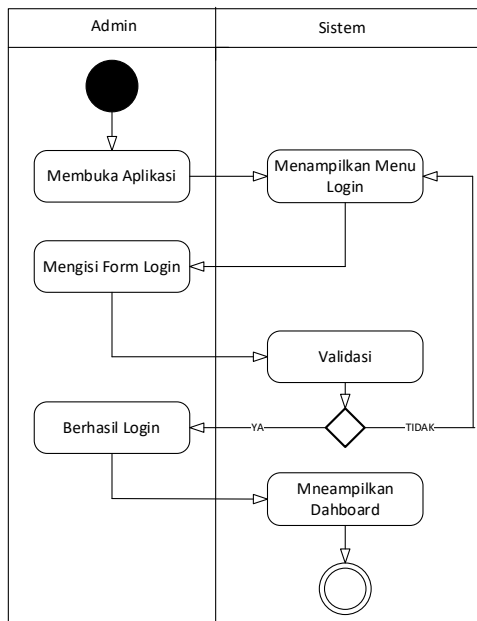 Admin
Sistem
Membuka Aplikasi
Menampilkan Menu
Login
Mengisi Form Login
Validasi
Berhasil Login
YA
TIDAK
Mneampilkan
Dahboard